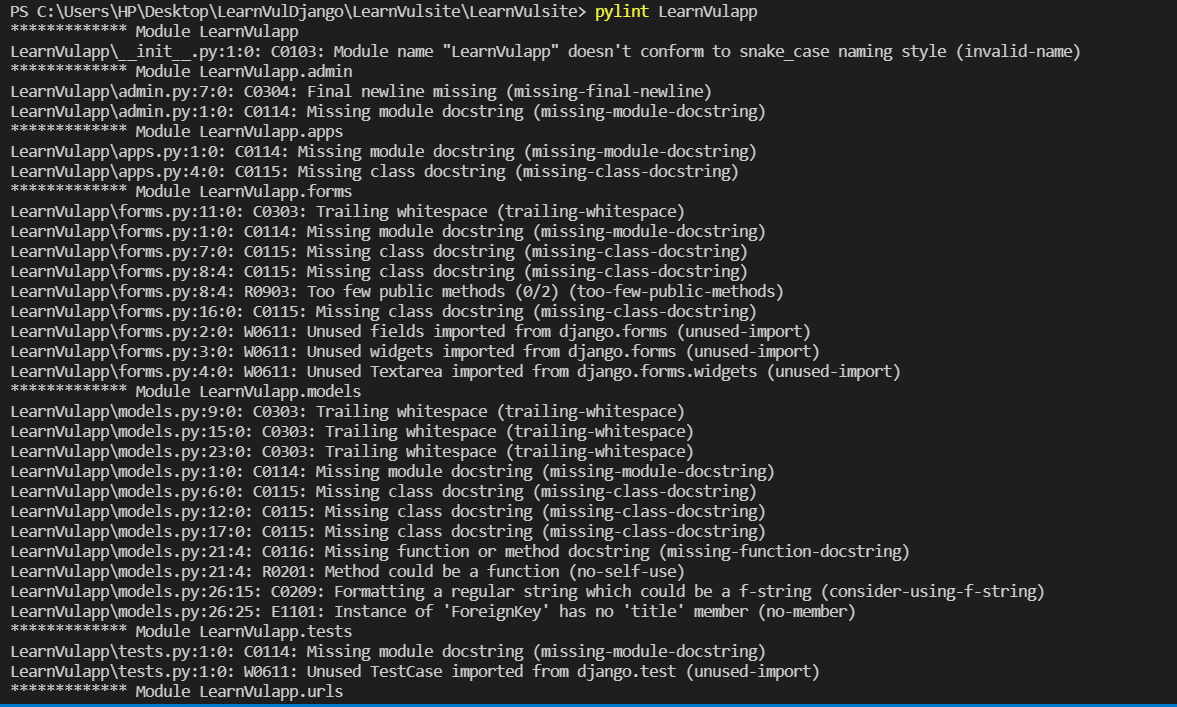 PS C:\Users\HP\Desktop\LearnVulDjango\LearnVulsite\LearnVulsite> pylint LearnVulapp
************* Module LearnVulapp
LearnVulapp\__init__.py:1:0: C0103: Module name "LearnVulapp" doesn't conform to snake_case naming style (invalid-name)
************* Module LearnVulapp.admin
LearnVulapp\admin.py:7:0: C0304: Final newline missing (missing-final-newline)
LearnVulapp\admin.py:1:0: C0114: Missing module docstring (missing-module-docstring)
************* Module LearnVulapp.apps
LearnVulapp\apps.py:1:0: C0114: Missing module docstring (missing-module-docstring)
LearnVulapp\apps.py:4:0: C0115: Missing class docstring (missing-class-docstring)
************* Module LearnVulapp.forms
LearnVulapp\forms.py:11:0: C0303: Trailing whitespace (trailing-whitespace)
LearnVulapp\forms.py:1:0: C0114: Missing module docstring (missing-module-docstring)
LearnVulapp\forms.py:7:0: C0115: Missing class docstring (missing-class-docstring)
LearnVulapp\forms.py:8:4: C0115: Missing class docstring (missing-class-docstring)
LearnVulapp\forms.py:8:4: R0903: Too few public methods (0/2) (too-few-public-methods)
LearnVulapp\forms.py:16:0: C0115: Missing class docstring (missing-class-docstring)
LearnVulapp\forms.py:2:0: W0611: Unused fields imported from django.forms (unused-import)
LearnVulapp\forms.py:3:0: W0611: Unused widgets imported from django.forms (unused-import)
LearnVulapp\forms.py:4:0: W0611: Unused Textarea imported from django.forms.widgets (unused-import)
************* Module LearnVulapp.models
LearnVulapp\models.py:9:0: C0303: Trailing whitespace (trailing-whitespace)
LearnVulapp\models.py:15:0: C0303: Trailing whitespace (trailing-whitespace)
LearnVulapp\models.py:23:0: C0303: Trailing whitespace (trailing-whitespace)
LearnVulapp\models.py:1:0: C0114: Missing module docstring (missing-module-docstring)
LearnVulapp\models.py:6:0: C0115: Missing class docstring (missing-class-docstring)
LearnVulapp\models.py:12:0: C0115: Missing class docstring (missing-class-docstring)
LearnVulapp\models.py:17:0: C0115: Missing class docstring (missing-class-docstring)
LearnVulapp\models.py:21:4: C0116: Missing function or method docstring (missing-function-docstring)
LearnVulapp\models.py:21:4: R0201: Method could be a function (no-self-use)
LearnVulapp\models.py:26:15: C0209: Formatting a regular string which could be a f-string (consider-using-f-string)
LearnVulapp\models.py:26:25: E1101: Instance of 'ForeignKey' has no 'title' member (no-member)
************* Module LearnVulapp.tests
LearnVulapp\tests.py:1:0: C0114: Missing module docstring (missing-module-docstring)
LearnVulapp\tests.py:1:0: W0611: Unused TestCase imported from django.test (unused-import)
************* Module LearnVulapp.urls